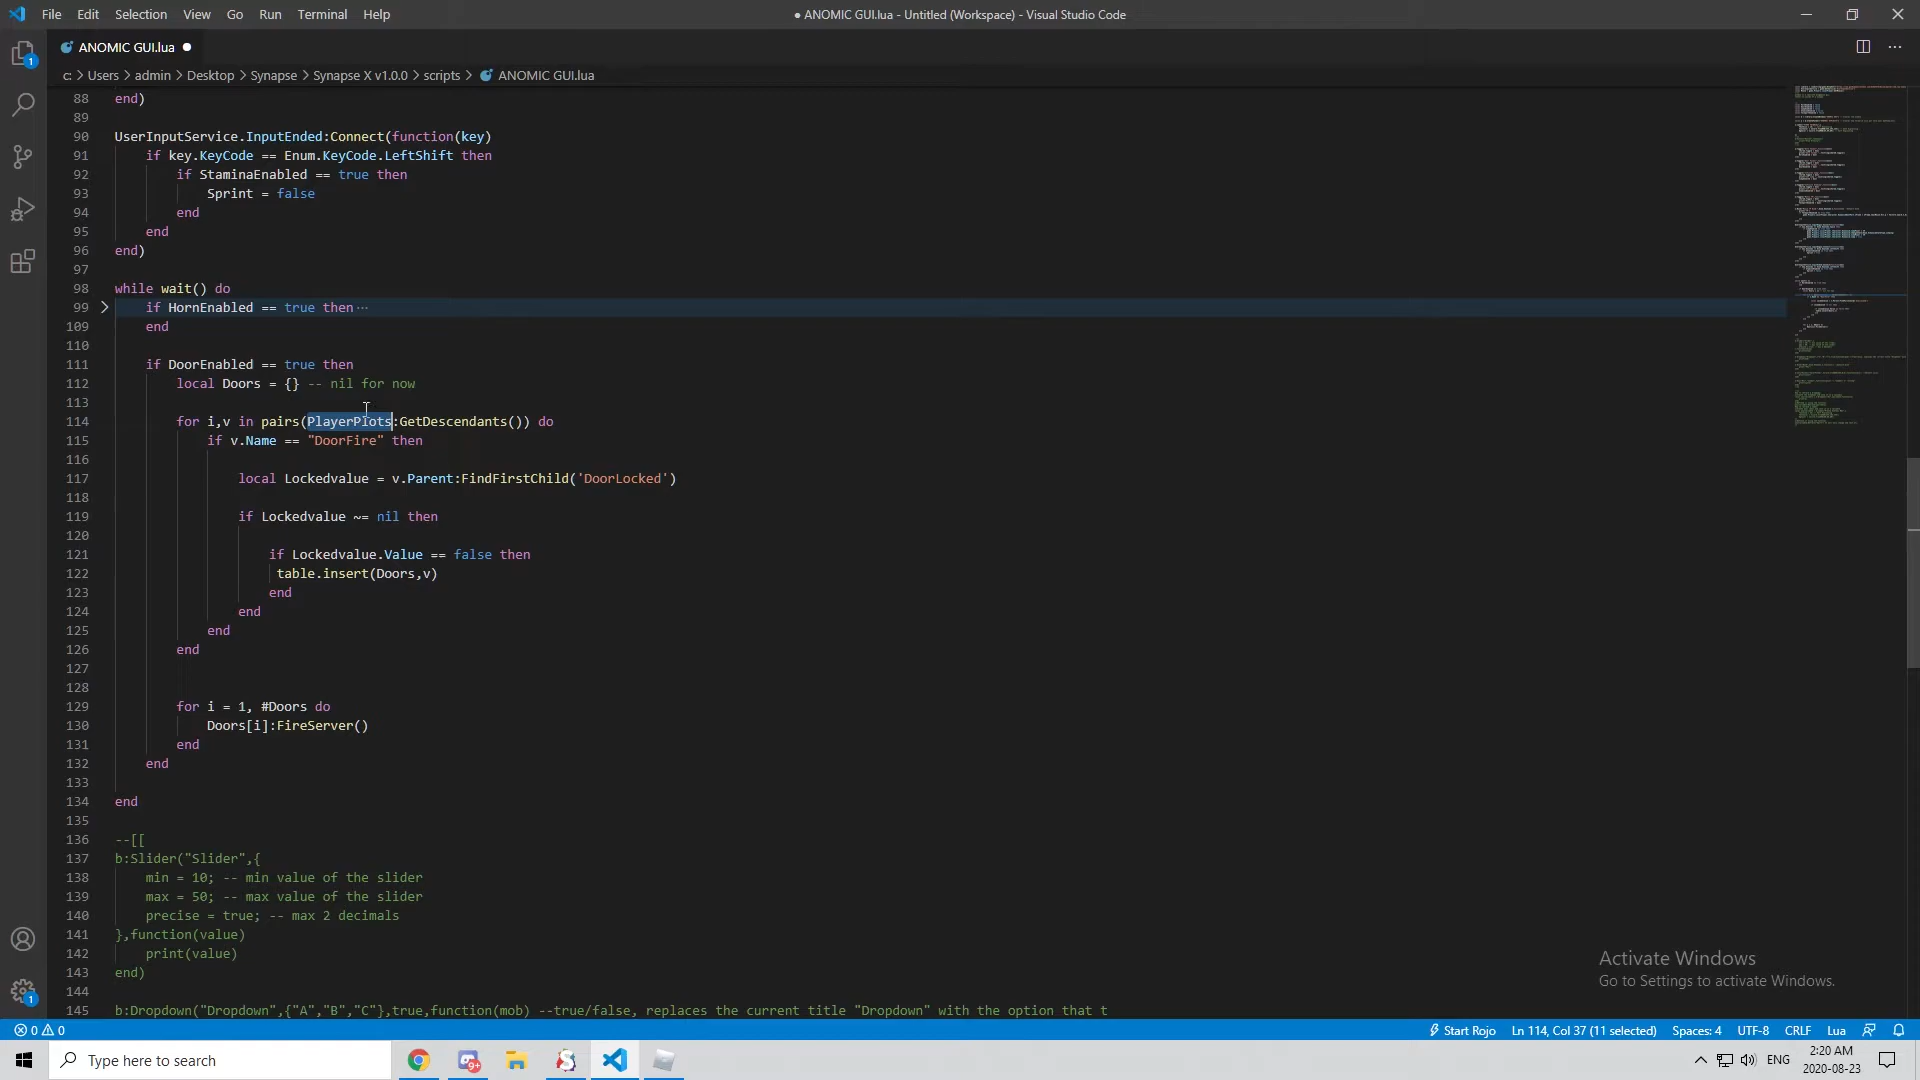 File Edit Selection View Go Run Terminal Help
● ANOMIC GUI.lua - Untitled (Workspace) - Visual Studio Code
ANOMIC GUI.lua ●
c: > Users > admin > Desktop > Synapse > Synapse X v1.0.0 > scripts > ANOMIC GUI.lua
88 end)
89
90 UserInputService.InputEnded:Connect(function(key)
91 if key.KeyCode == Enum.KeyCode.LeftShift then
92 if StaminaEnabled == true then
93 Sprint = false
94 end
95 end
96 end)
97
98 while wait() do
99 if HornEnabled == true then ···
109 end
110
111 if DoorEnabled == true then
112 local Doors = {} -- nil for now
113
114 for i,v in pairs(PlayerPlots:GetDescendants()) do
115 if v.Name == "DoorFire" then
116
117 local Lockedvalue = v.Parent:FindFirstChild('DoorLocked')
118
119 if Lockedvalue ~= nil then
120
121 if Lockedvalue.Value == false then
122 table.insert(Doors,v)
123 end
124 end
125 end
126 end
127
128
129 for i = 1, #Doors do
130 Doors[i]:FireServer()
131 end
132 end
133
134 end
135
136 --[[
137 b:Slider("Slider",{
138 min = 10; -- min value of the slider
139 max = 50; -- max value of the slider
140 precise = true; -- max 2 decimals
141 },function(value)
142 print(value)
143 end)
144
145 b:Dropdown("Dropdown",{"A","B","C"},true,function(mob) --true/false, replaces the current title "Dropdown" with the option that t
1
1
Activate Windows
Go to Settings to activate Windows.
0 0
Start Rojo Ln 114, Col 37 (11 selected) Spaces: 4 UTF-8 CRLF Lua
Type here to search
9+
ENG
2:20 AM
2020-08-23